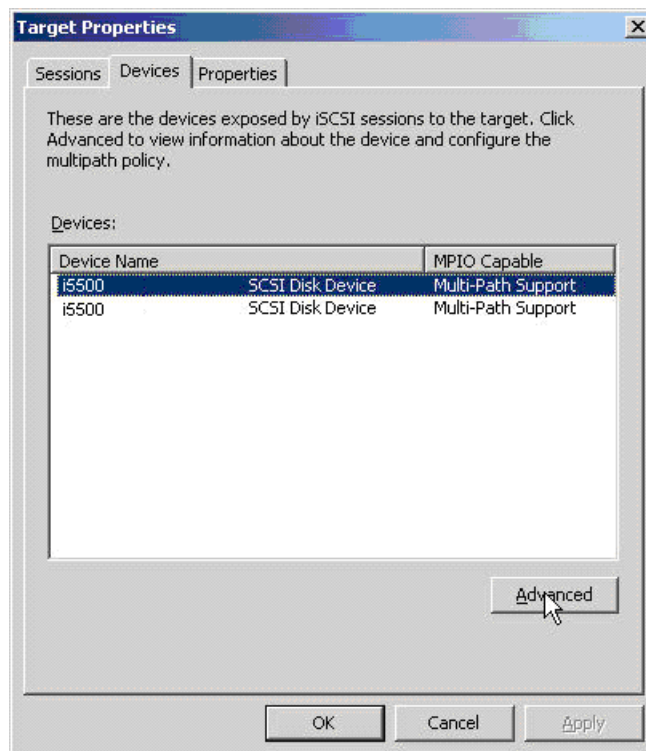 Target Properties
Sessions Devices Properties
These are the devices exposed by iSCSI sessions to the target. Click
Advanced to view information about the device and configure the
multipath policy.
Devices:
Device Name MPIO Capable
i5500 SCSI Disk Device Multi-Path Support
i5500 SCSI Disk Device Multi-Path Support
Advanced
OK Cancel Apply